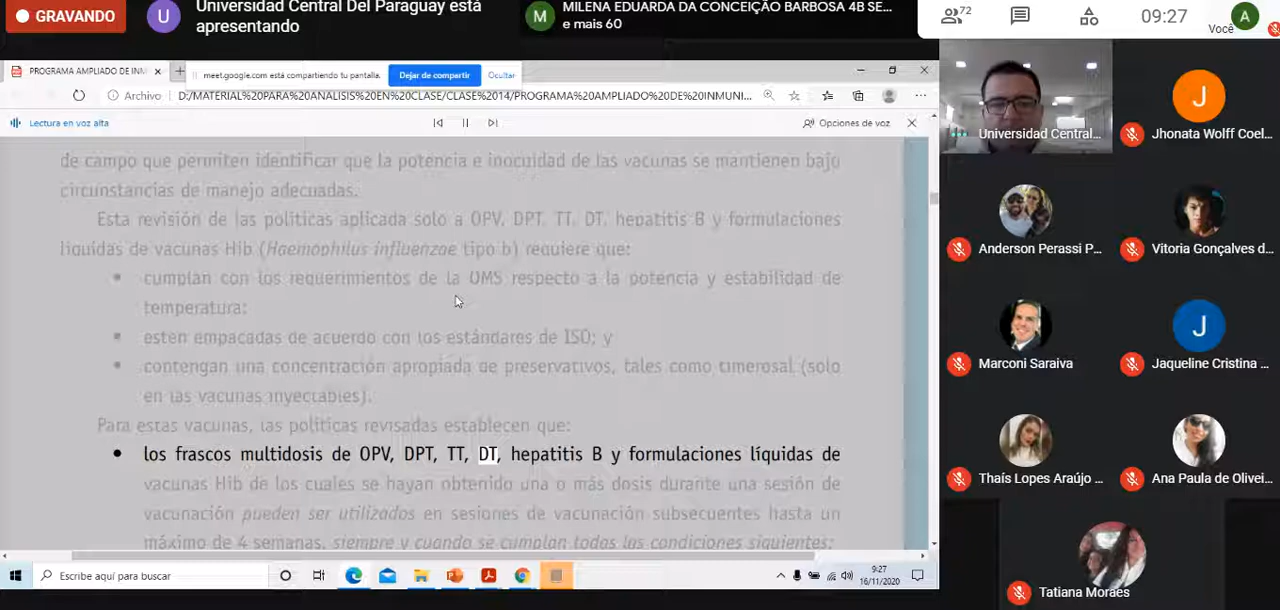 GRAVANDO
U
Universidad Central Del Paraguay está
apresentando
M
MILENA EDUARDA DA CONCEIÇÃO BARBOSA 4B SE...
e mais 60
72
09:27
Você
A
PROGRAMA AMPLIADO DE INM
meet.google.com está compartiendo tu pantalla.
Dejar de compartir
Ocultar
Archivo
D:/MATERIAL%20PARA%20ANALISIS%20EN%20CLASE/CLASE%2014/PROGRAMA%20AMPLIADO%20DE%20INMUNI...
Lectura en voz alta
Opciones de voz
de campo que permiten identificar que la potencia e inocuidad de las vacunas se mantienen bajo
circunstancias de manejo adecuadas.
Esta revisión de las políticas aplicada solo a OPV, DPT, TT, DT, hepatitis B y formulaciones
líquidas de vacunas Hib (Haemophilus influenzae tipo b) requiere que:
cumplan con los requerimientos de la OMS respecto a la potencia y estabilidad de
temperatura;
esten empacadas de acuerdo con los estándares de ISO; y
contengan una concentración apropiada de preservativos, tales como timerosal (solo
en las vacunas inyectables).
Para estas vacunas, las políticas revisadas establecen que:
• los frascos multidosis de OPV, DPT, TT, DT, hepatitis B y formulaciones líquidas de
vacunas Hib de los cuales se hayan obtenido una o más dosis durante una sesión de
vacunación pueden ser utilizados en sesiones de vacunación subsecuentes hasta un
máximo de 4 semanas, siempre y cuando se cumplan todas las condiciones siguientes:
Escribe aquí para buscar
9:27
16/11/2020
Universidad Central...
J
Jhonata Wolff Coel...
Anderson Perassi P...
Vitoria Gonçalves d...
Marconi Saraiva
J
Jaqueline Cristina ...
Thaís Lopes Araújo ...
Ana Paula de Olivei...
Tatiana Moraes